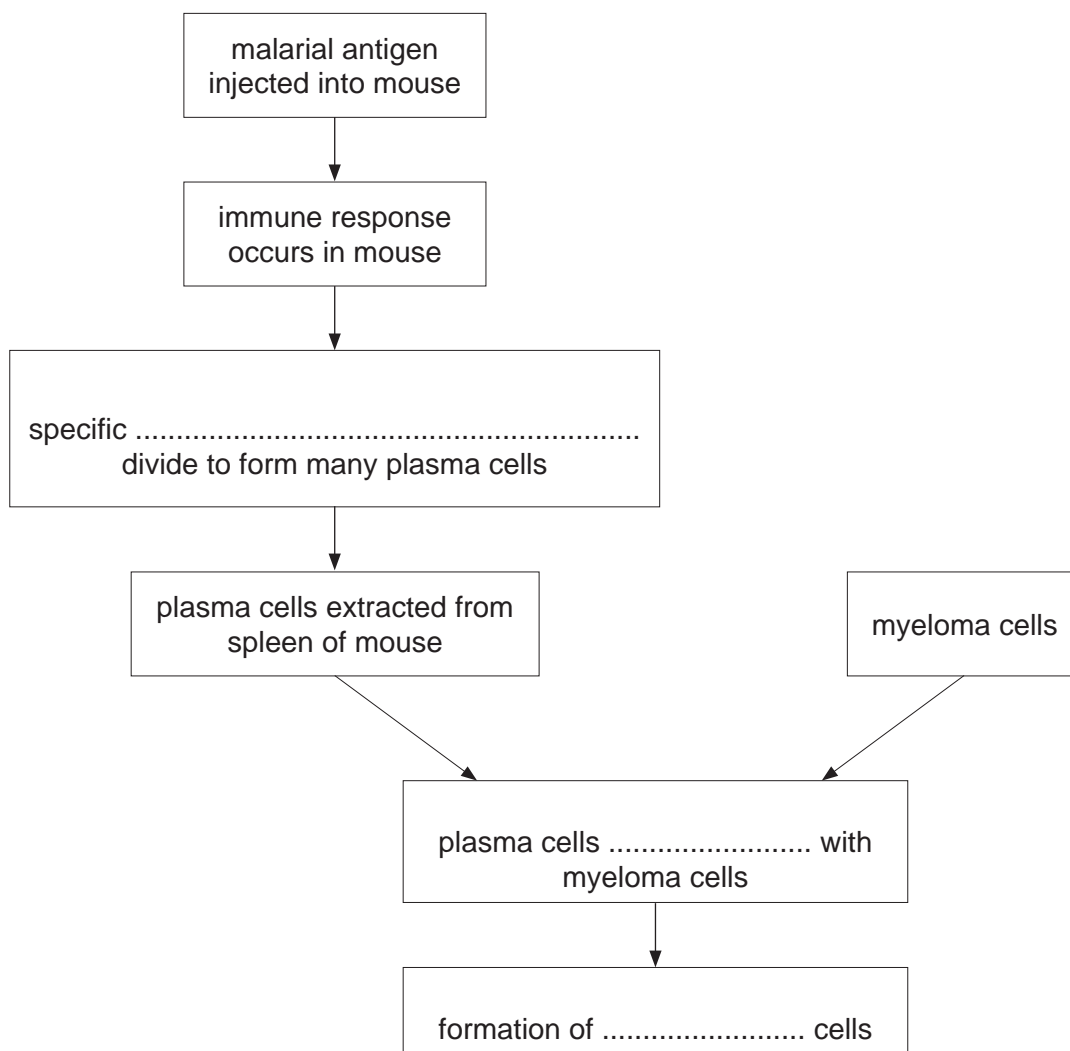 malarial antigen
injected into mouse
immune response
occurs in mouse
specific ..............................................................
divide to form many plasma cells
plasma cells extracted from
spleen of mouse
myeloma cells
plasma cells ......................... with
myeloma cells
formation of ......................... cells